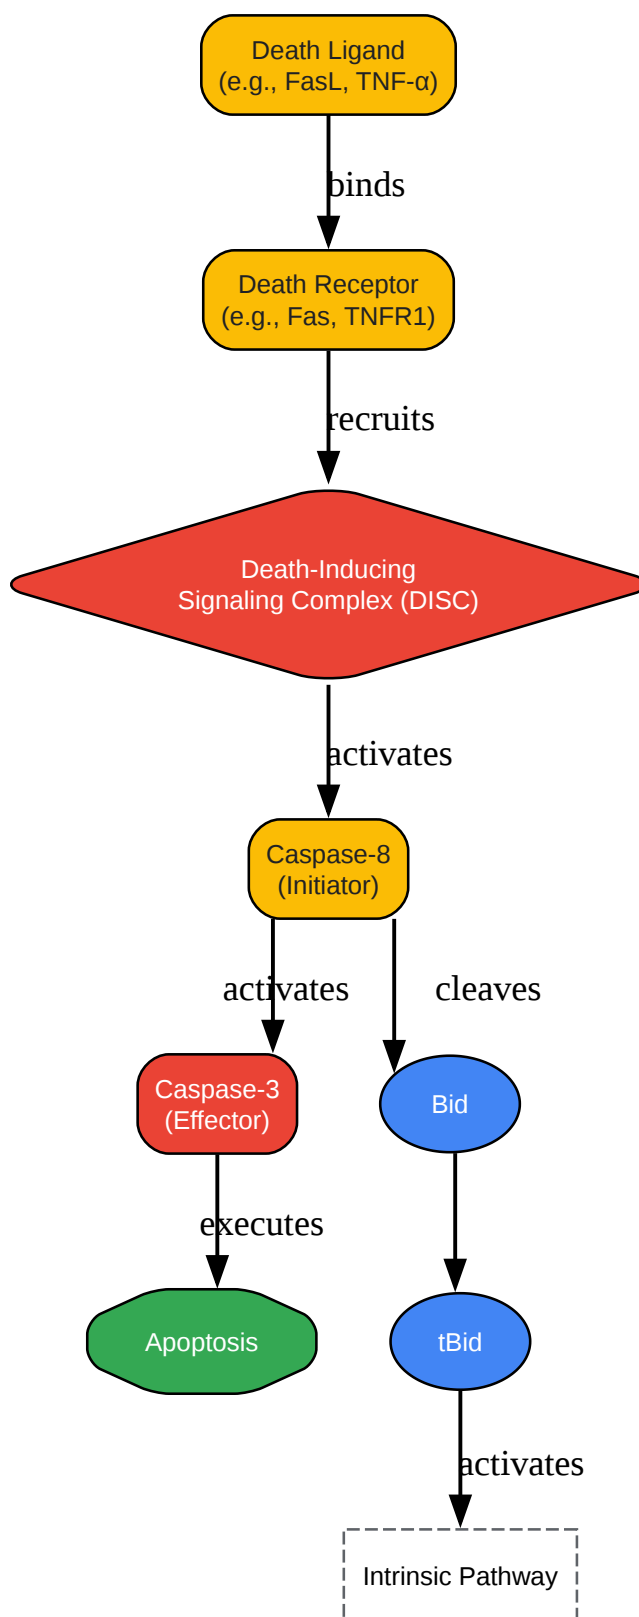 Death Ligand
(e.g., FasL, TNF-α)
binds
Death Receptor
(e.g., Fas, TNFR1)
recruits
Death-Inducing
Signaling Complex (DISC)
activates
Caspase-8
(Initiator)
activates
cleaves
Caspase-3
(Effector)
Bid
executes
Apoptosis
tBid
activates
Intrinsic Pathway